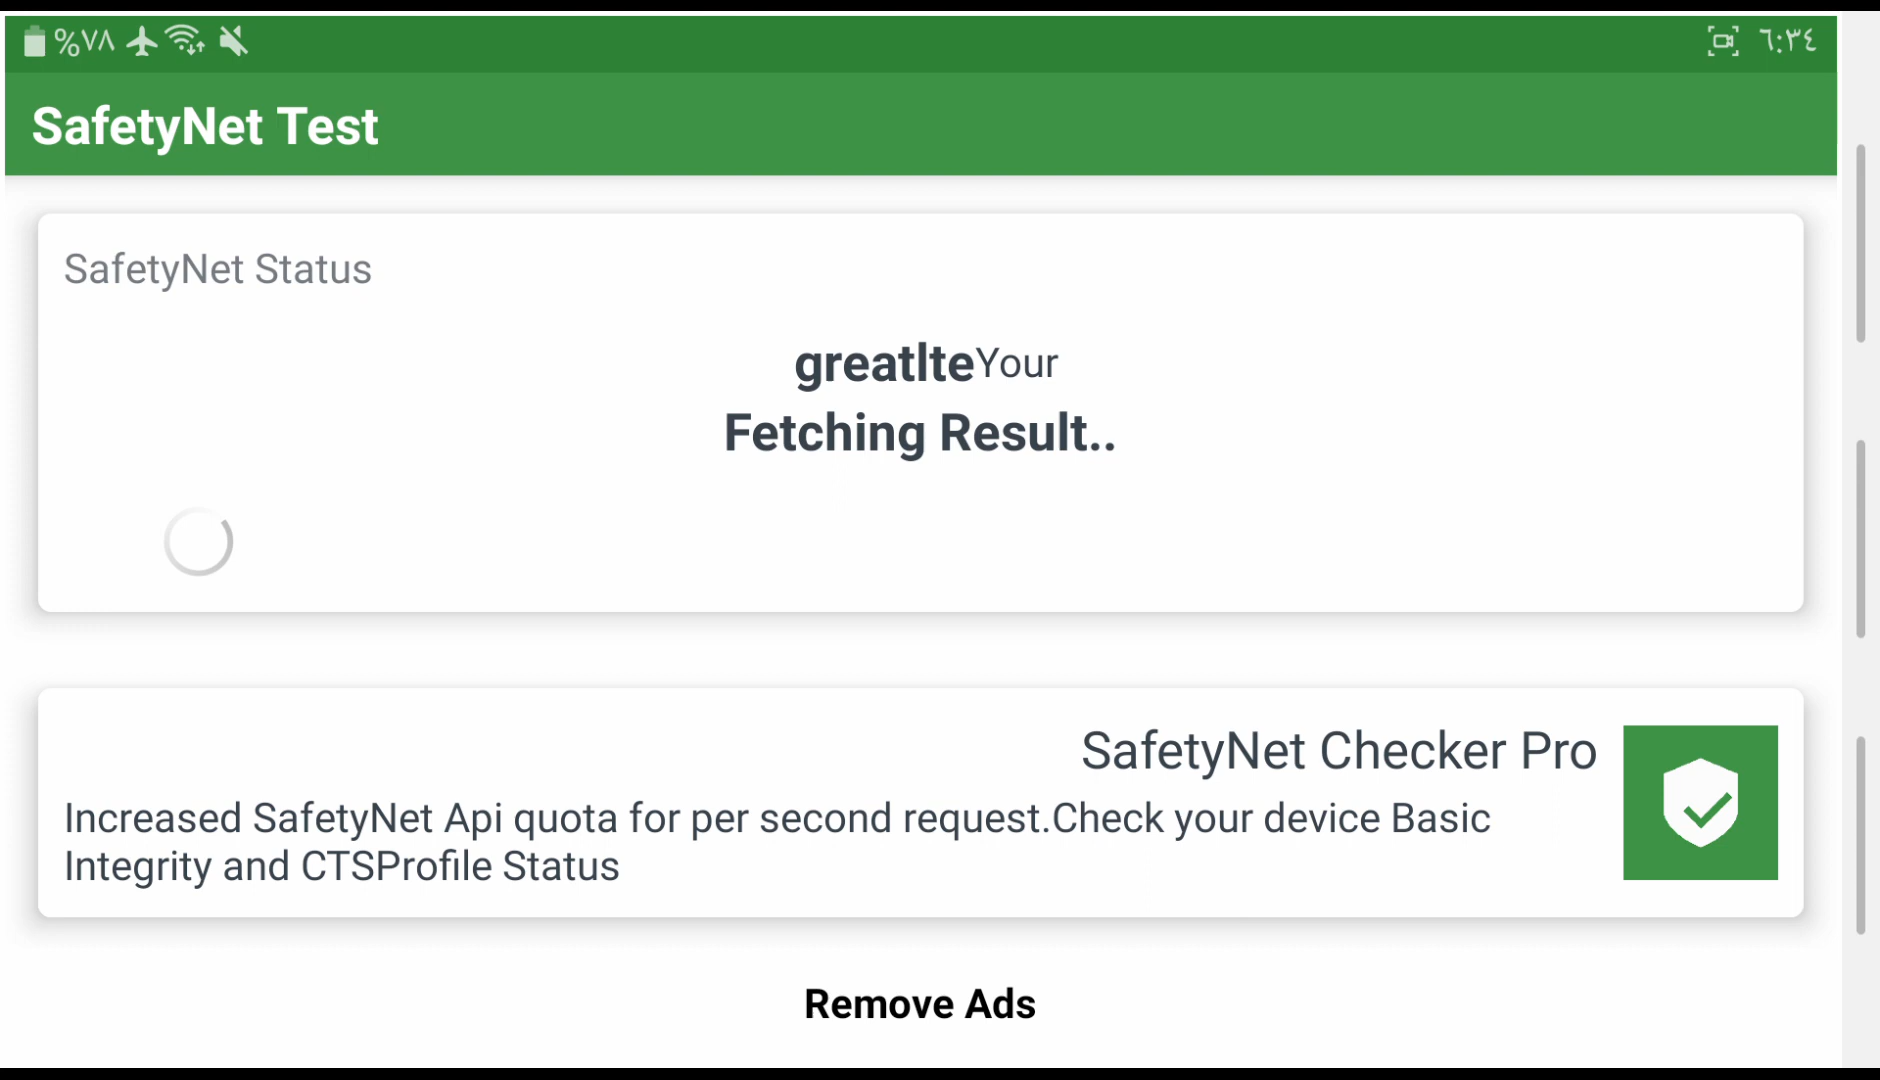 %٧٨ ٦:٣٤
SafetyNet Test
SafetyNet Status
greatlteYour
Fetching Result..
SafetyNet Checker Pro
Increased SafetyNet Api quota for per second request.Check your device Basic
Integrity and CTSProfile Status
Remove Ads